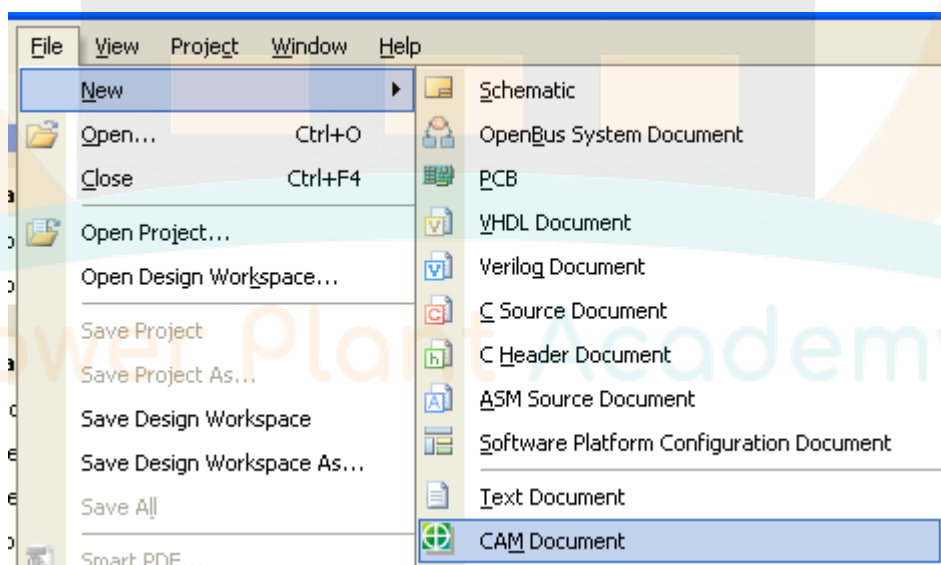 File View Project Window Help
New
Open... Ctrl+O
Close Ctrl+F4
Open Project...
Open Design Workspace...
Save Project
Save Project As...
Save Design Workspace
Save Design Workspace As...
Save All
Smart PDF...
Schematic
OpenBus System Document
PCB
VHDL Document
Verilog Document
C Source Document
C Header Document
ASM Source Document
Software Platform Configuration Document
Text Document
CAM Document
Plant Academy